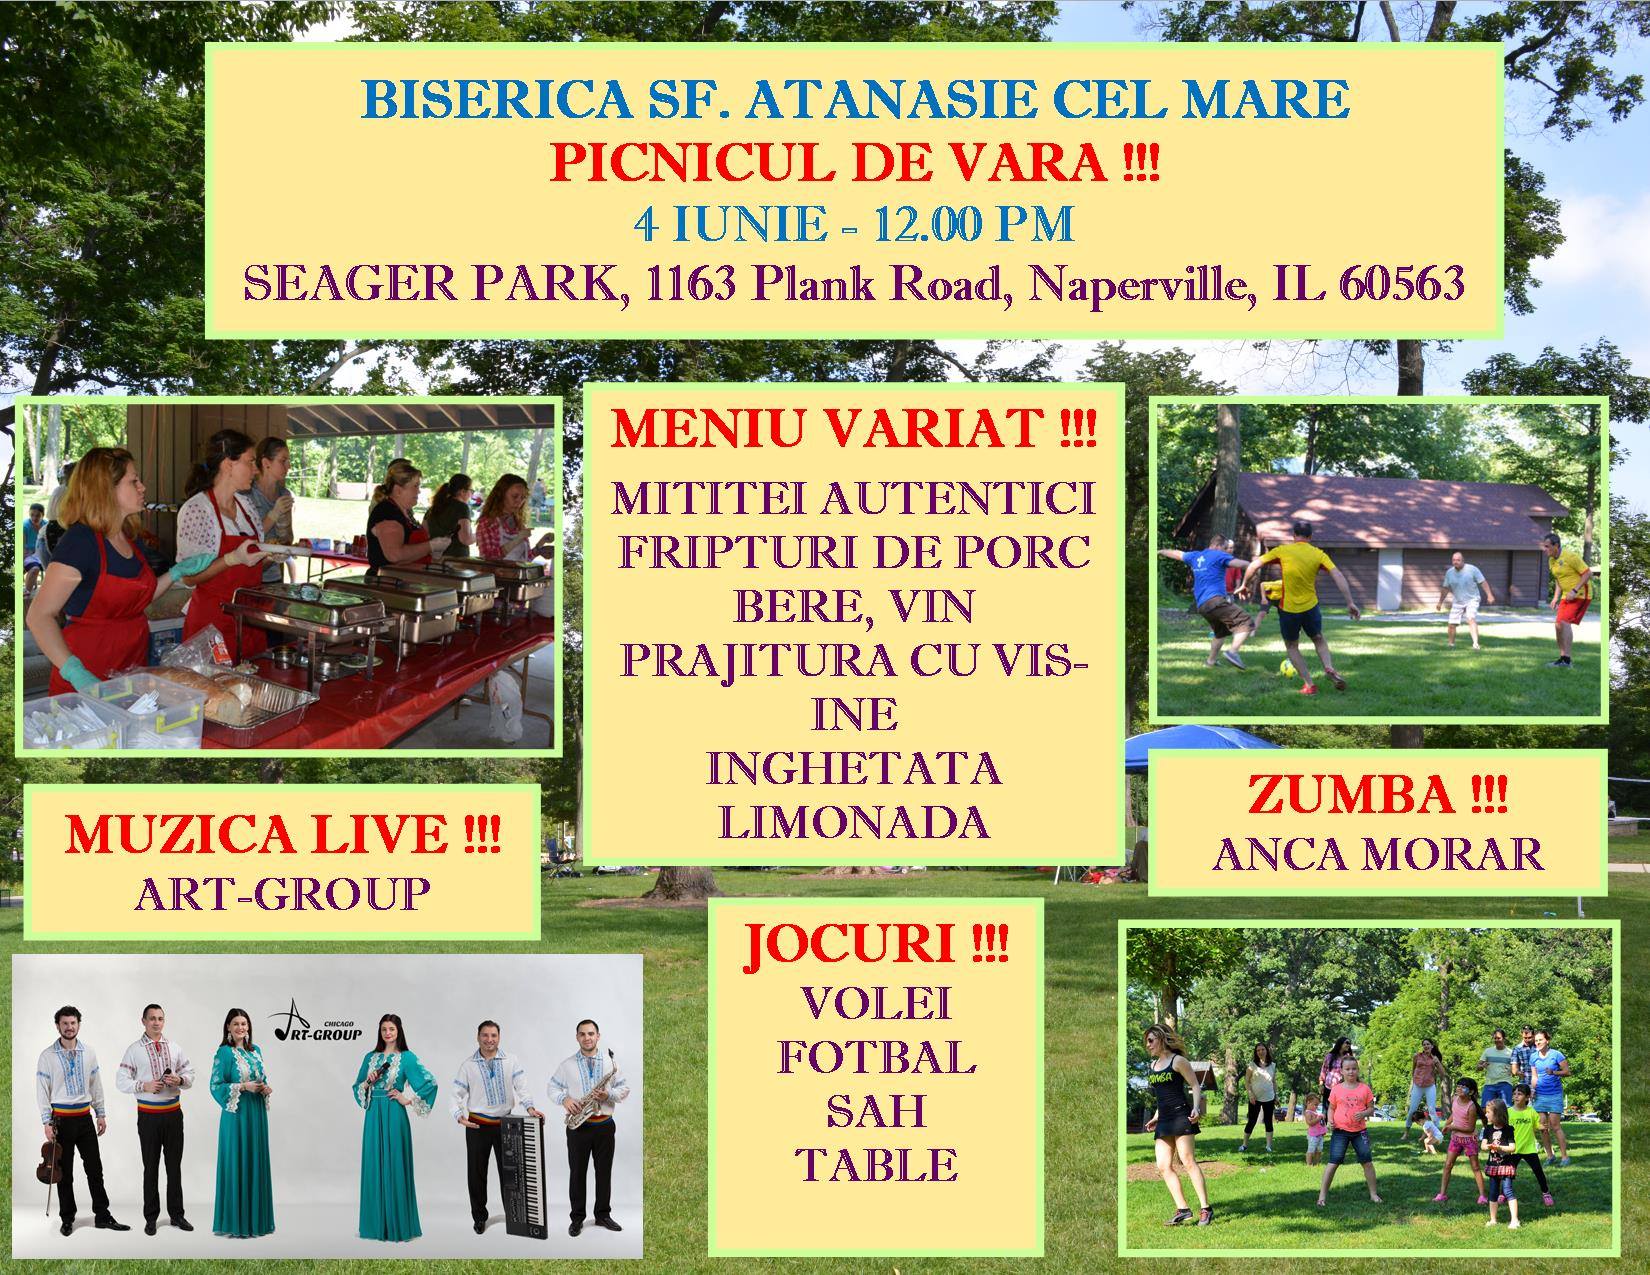 BISERICA SF. ATANASIE CEL MARE
PICNICUL DE VARA !!!
4 IUNIE - 12.00 PM
SEAGER PARK, 1163 Plank Road, Naperville, IL 60563
MENIU VARIAT !!!
MITITEI AUTENTICI
FRIPTURI DE PORC
BERE, VIN
PRAJITURA CU VIS-
INE
INGHETATA
LIMONADA
MUZICA LIVE !!!
ART-GROUP
CHICAGO
ART-GROUP
ZUMBA !!!
ANCA MORAR
JOCURI !!!
VOLEI
FOTBAL
SAH
TABLE
ZUMBA